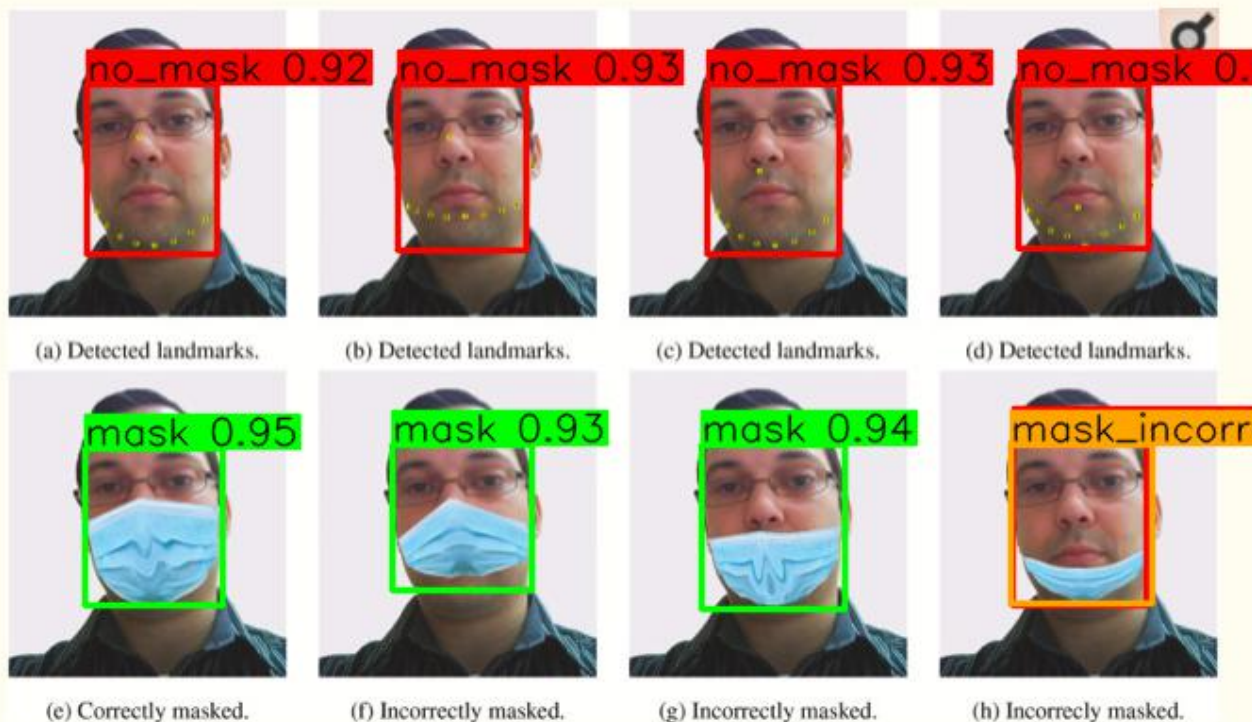 no_mask 0.92
no_mask 0.93
no_mask 0.93
no_mask 0.
(a) Detected landmarks.
(b) Detected landmarks.
(c) Detected landmarks.
(d) Detected landmarks.
mask 0.95
mask 0.93
mask 0.94
mask_incorr
(e) Correctly masked.
(f) Incorrectly masked.
(g) Incorrectly masked.
(h) Incorrectly masked.